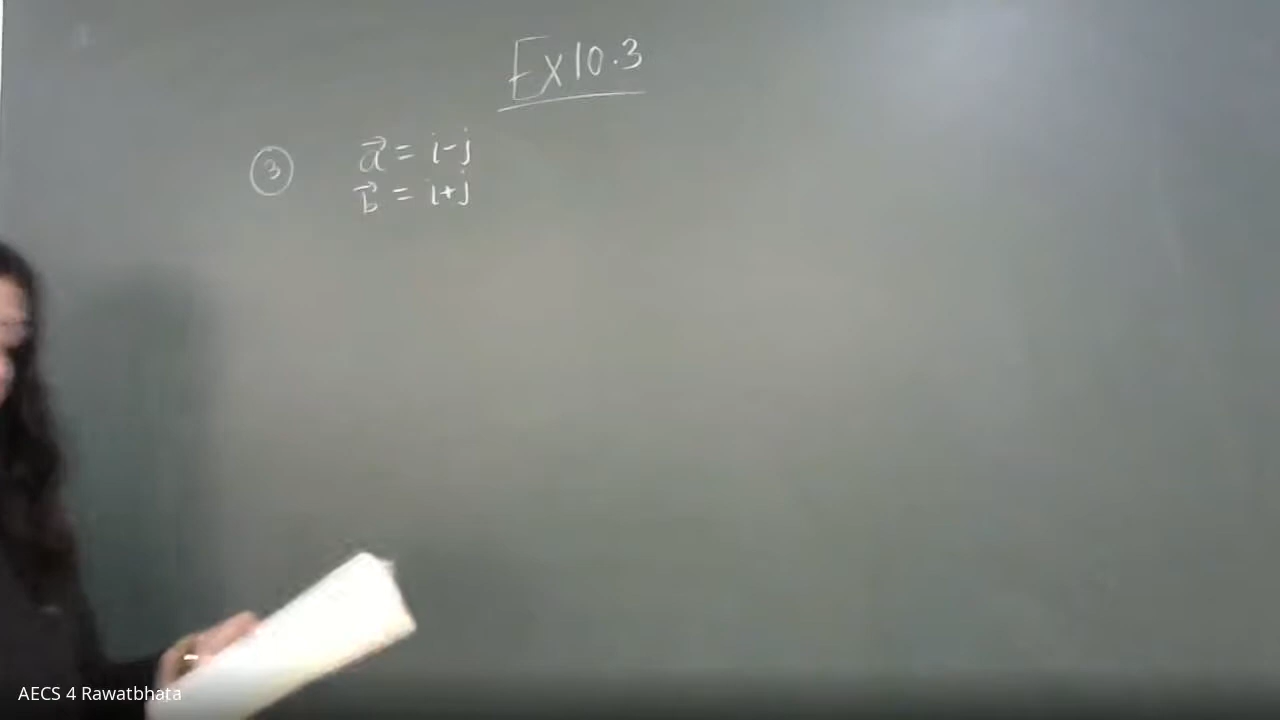 Ex 10.3
③ a⃗ = i - j
b⃗ = i + j
AECS 4 Rawatbhata